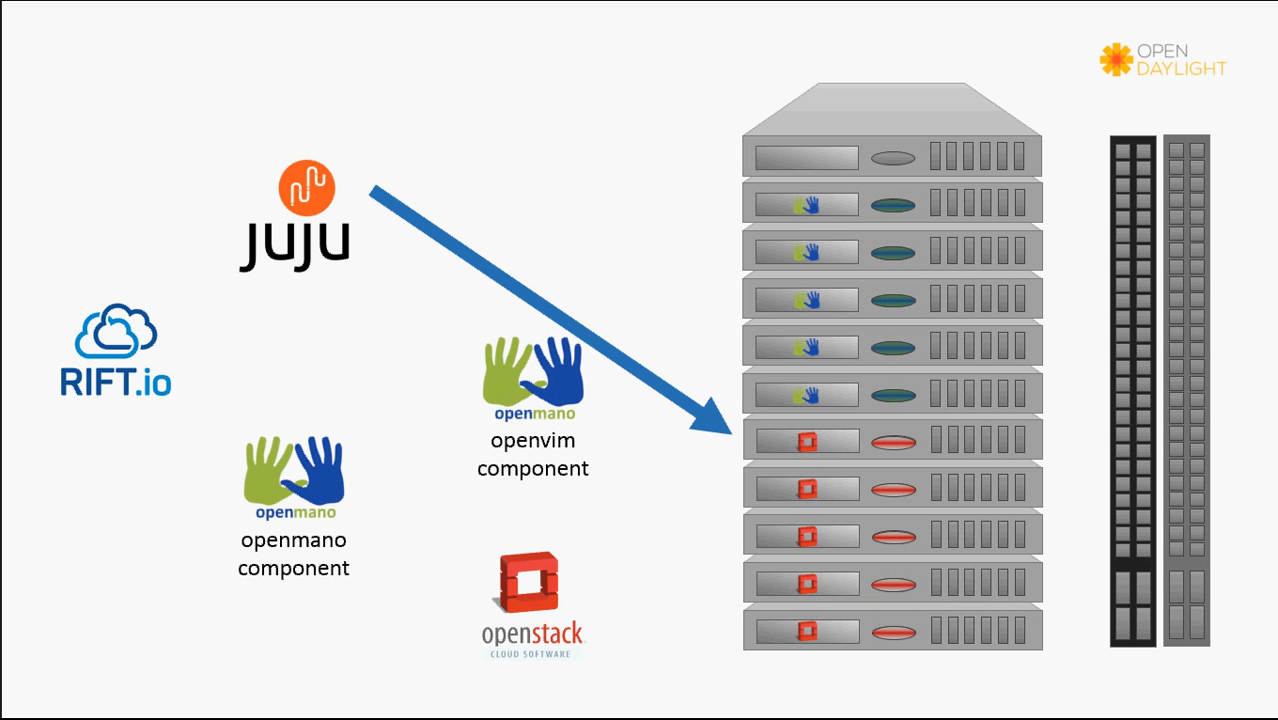 OPEN
DAYLIGHT
juju
RIFT.io
openmano
openvim
component
openmano
openmano
component
openstack
CLOUD SOFTWARE